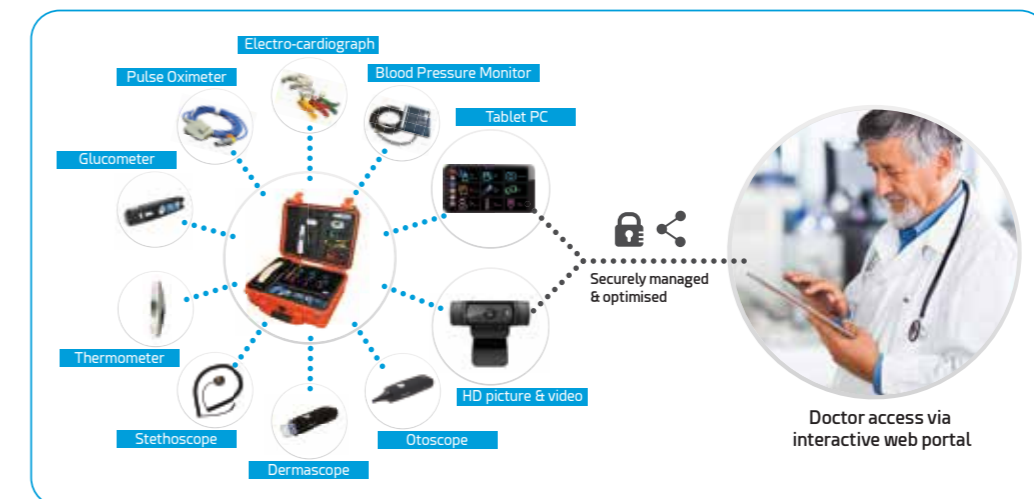 Electro-cardiograph
Pulse Oximeter
Blood Pressure Monitor
Tablet PC
Glucometer
Securely managed
& optimised
Thermometer
HD picture & video
Stethoscope
Otoscope
Dermascope
Doctor access via
interactive web portal